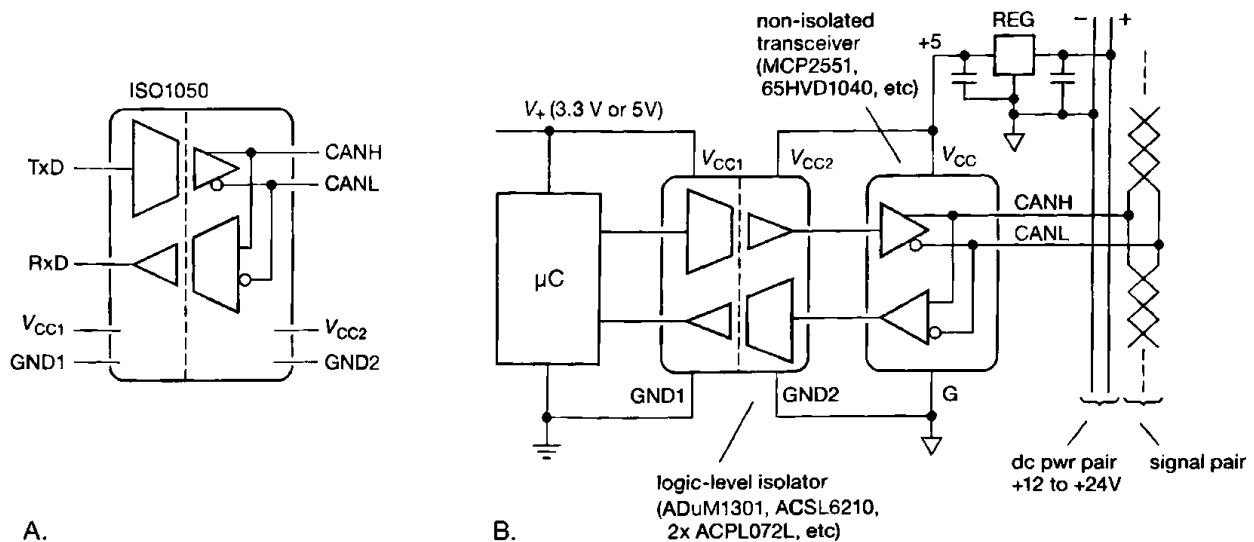 ISO1050
TxD
RxD
VCC1
GND1
CANH
CANL
VCC2
GND2
A.
non-isolated
transceiver
(MCP2551,
65HVD1040, etc)
+5
REG
− +
V+ (3.3 V or 5V)
VCC1
VCC2
VCC
µC
CANH
CANL
GND1
GND2
G
logic-level isolator
(ADuM1301, ACSL6210,
2x ACPL072L, etc)
dc pwr pair
+12 to +24V
signal pair
B.